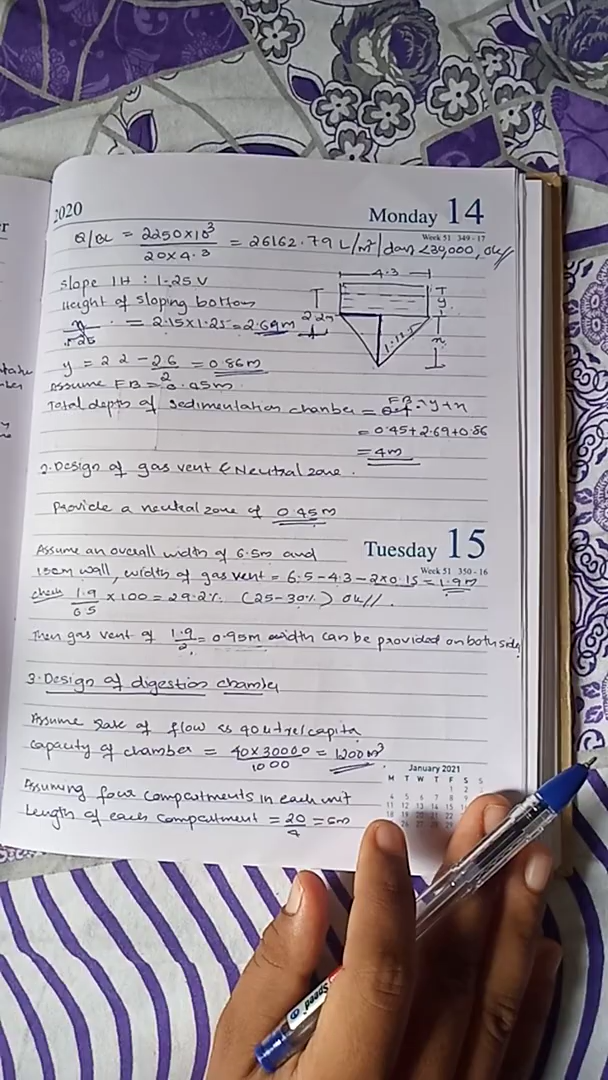 2020
Monday 14
Week 51 349-17
Q/BL = 2250×10³ / 20×4.3 = 26162.79 L/m²/day <39,000, Ok//
Slope 1H : 1.25V
Height of sloping bottom
= 2.15×1.25 = 2.69m
4.3
y
y = 2.2 - 2.6/2 = 0.86m
Assume FB = 0.45m
Total depth of sedimentation chamber = FB+y+x
= 0.45+2.69+0.86
= 4m
2. Design of gas vent & Neutral zone.
Provide a neutral zone of 0.45m
Tuesday 15
Week 51 350-16
Assume an overall width of 6.5m and
15cm wall, width of gas vent = 6.5-4.3-2×0.15 = 1.9m
check 1.9/6.5 × 100 = 29.2% (25-30%) Ok//.
Then gas vent of 1.9/2 = 0.95m width can be provided on both side
3. Design of digestion chamber
Assume rate of flow as 40 litre/capita
Capacity of chamber = 40×30000/1000 = 1200m³
Assuming four compartments in each unit
Length of each compartment = 20/4 = 5m
January 2021
M T W T F S S
Speed